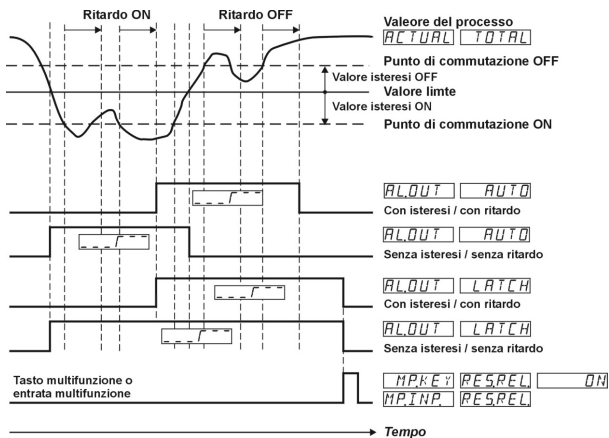 Ritardo ON
Ritardo OFF
Valeore del processo
ACTUAL TOTAL
Punto di commutazione OFF
Valore isteresi OFF
Valore limte
Valore isteresi ON
Punto di commutazione ON
AL.OUT AUTO
Con isteresi / con ritardo
AL.OUT AUTO
Senza isteresi / senza ritardo
AL.OUT LATCH
Con isteresi / con ritardo
AL.OUT LATCH
Senza isteresi / senza ritardo
Tasto multifunzione o
entrata multifunzione
MP.KEY RES.REL. ON
MP.INP. RES.REL.
Tempo